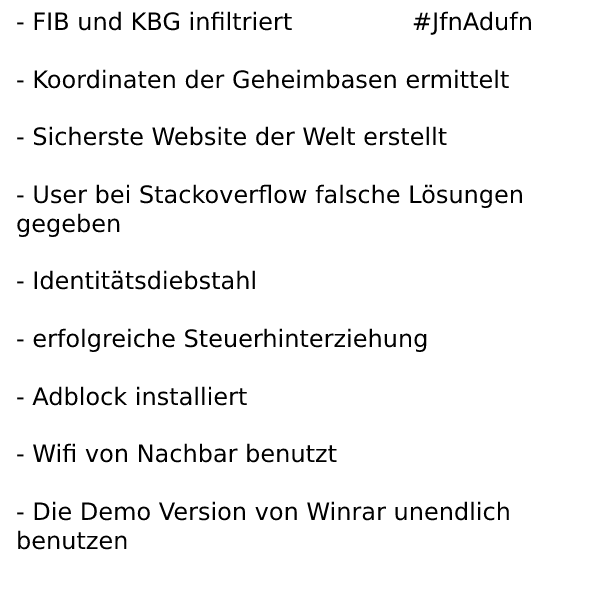 - FIB und KBG infiltriert #JfnAdufn
- Koordinaten der Geheimbasen ermittelt
- Sicherste Website der Welt erstellt
- User bei Stackoverflow falsche Lösungen
gegeben
- Identitätsdiebstahl
- erfolgreiche Steuerhinterziehung
- Adblock installiert
- Wifi von Nachbar benutzt
- Die Demo Version von Winrar unendlich
benutzen